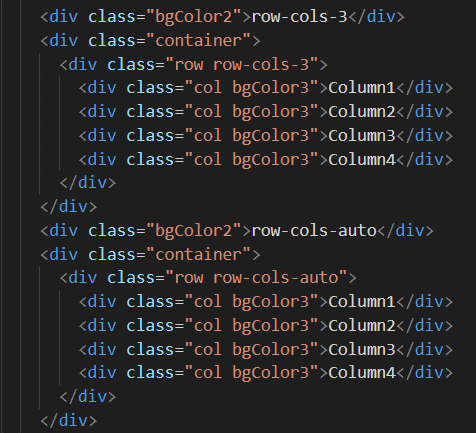 <div class="bgColor2">row-cols-3</div>
<div class="container">
<div class="row row-cols-3">
<div class="col bgColor3">Column1</div>
<div class="col bgColor3">Column2</div>
<div class="col bgColor3">Column3</div>
<div class="col bgColor3">Column4</div>
</div>
</div>
<div class="bgColor2">row-cols-auto</div>
<div class="container">
<div class="row row-cols-auto">
<div class="col bgColor3">Column1</div>
<div class="col bgColor3">Column2</div>
<div class="col bgColor3">Column3</div>
<div class="col bgColor3">Column4</div>
</div>
</div>